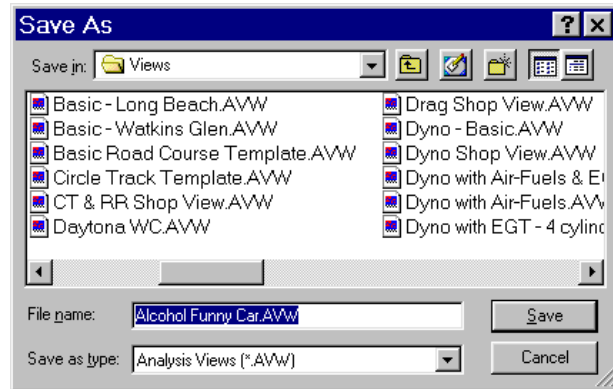 Save As
Save in: Views
Basic - Long Beach.AVW
Basic - Watkins Glen.AVW
Basic Road Course Template.AVW
Circle Track Template.AVW
CT & RR Shop View.AVW
Daytona WC.AVW
Drag Shop View.AVW
Dyno - Basic.AVW
Dyno Shop View.AVW
Dyno with Air-Fuels &
Dyno with Air-Fuels.AV
Dyno with EGT - 4
File name: Alcohol Funny Car.AVW
Save
Save as type: Analysis Views (*.AVW)
Cancel